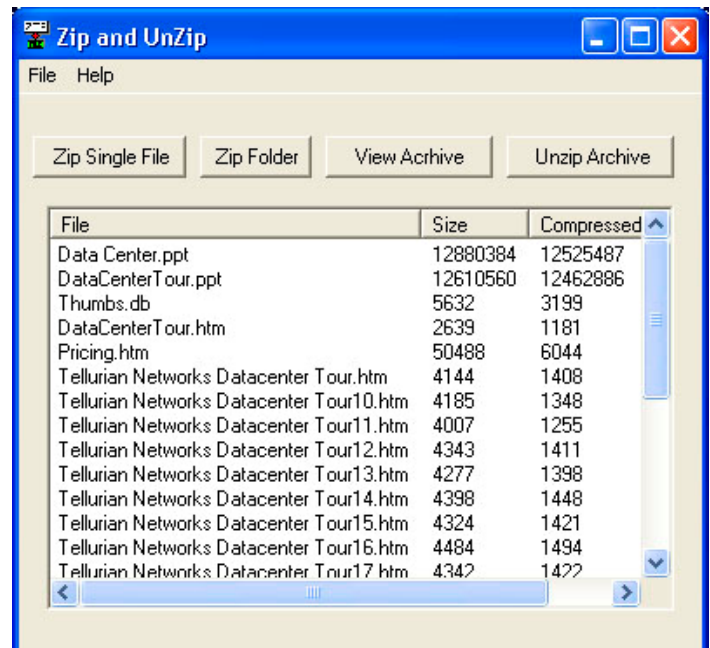 Zip and UnZip
File Help
Zip Single File Zip Folder View Acrhive Unzip Archive
File Size Compressed
Data Center.ppt 12880384 12525487
DataCenterTour.ppt 12610560 12462886
Thumbs.db 5632 3199
DataCenterTour.htm 2639 1181
Pricing.htm 50488 6044
Tellurian Networks Datacenter Tour.htm 4144 1408
Tellurian Networks Datacenter Tour10.htm 4185 1348
Tellurian Networks Datacenter Tour11.htm 4007 1255
Tellurian Networks Datacenter Tour12.htm 4343 1411
Tellurian Networks Datacenter Tour13.htm 4277 1398
Tellurian Networks Datacenter Tour14.htm 4398 1448
Tellurian Networks Datacenter Tour15.htm 4324 1421
Tellurian Networks Datacenter Tour16.htm 4484 1494
Tellurian Networks Datacenter Tour17.htm 4342 1422